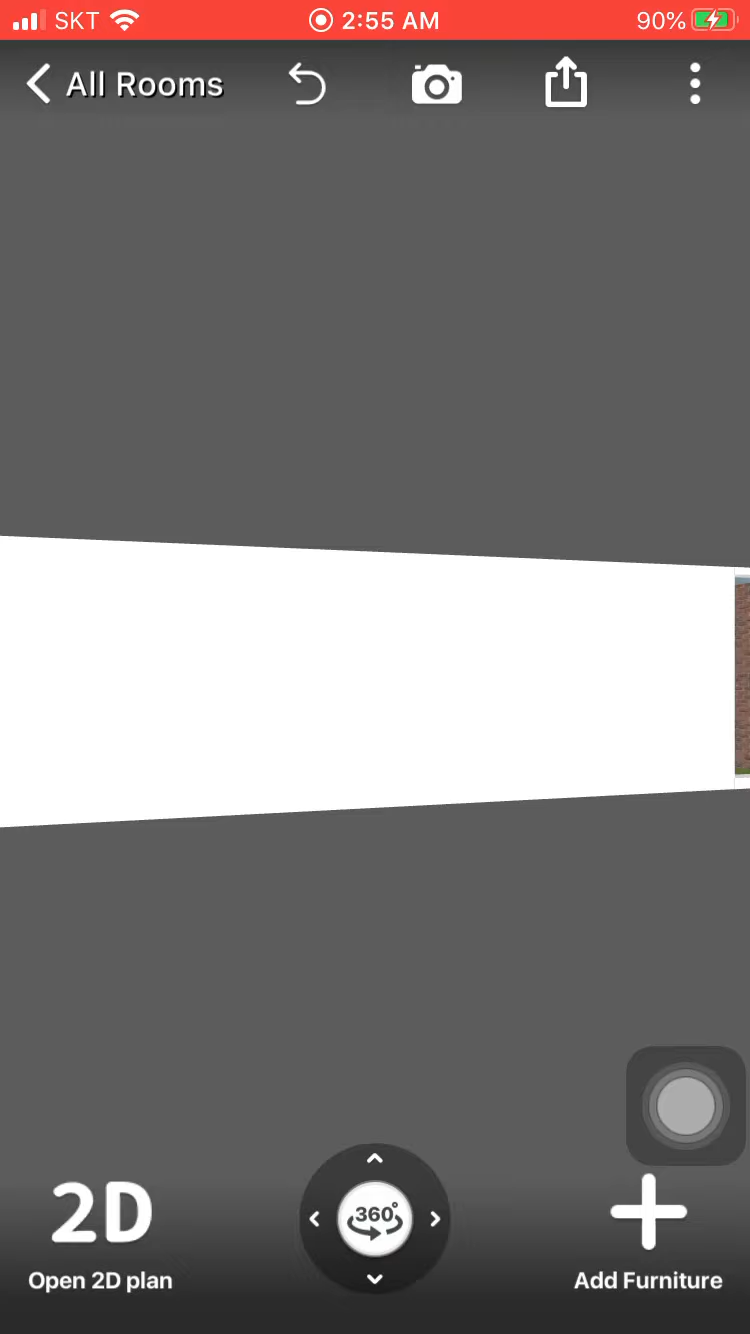 SKT 2:55 AM 90%
All Rooms
360°
2D
Open 2D plan
Add Furniture